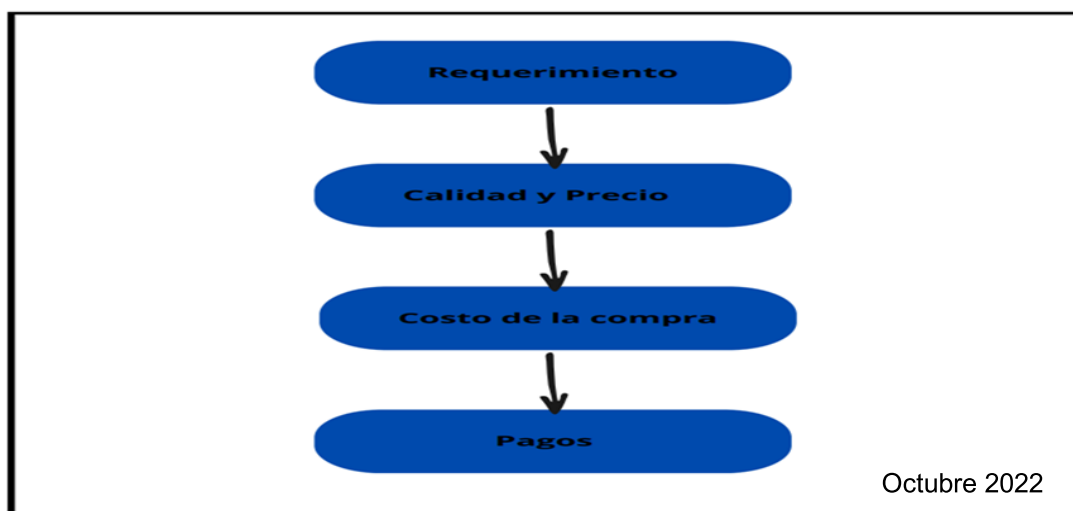 Requerimiento
Calidad y Precio
Costo de la compra
Pagos
Octubre 2022